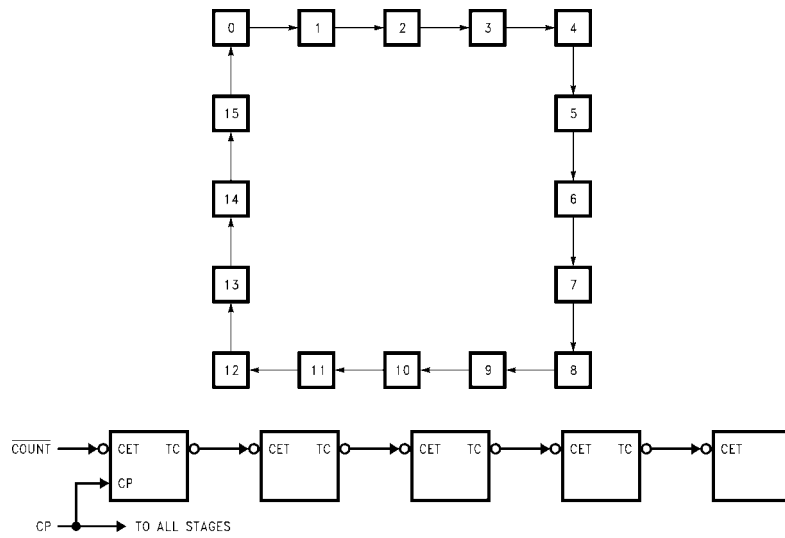 0 1 2 3 4
15 5
14 6
13 7
12 11 10 9 8
COUNT CET TC CET TC CET TC CET TC CET
CP
CP TO ALL STAGES